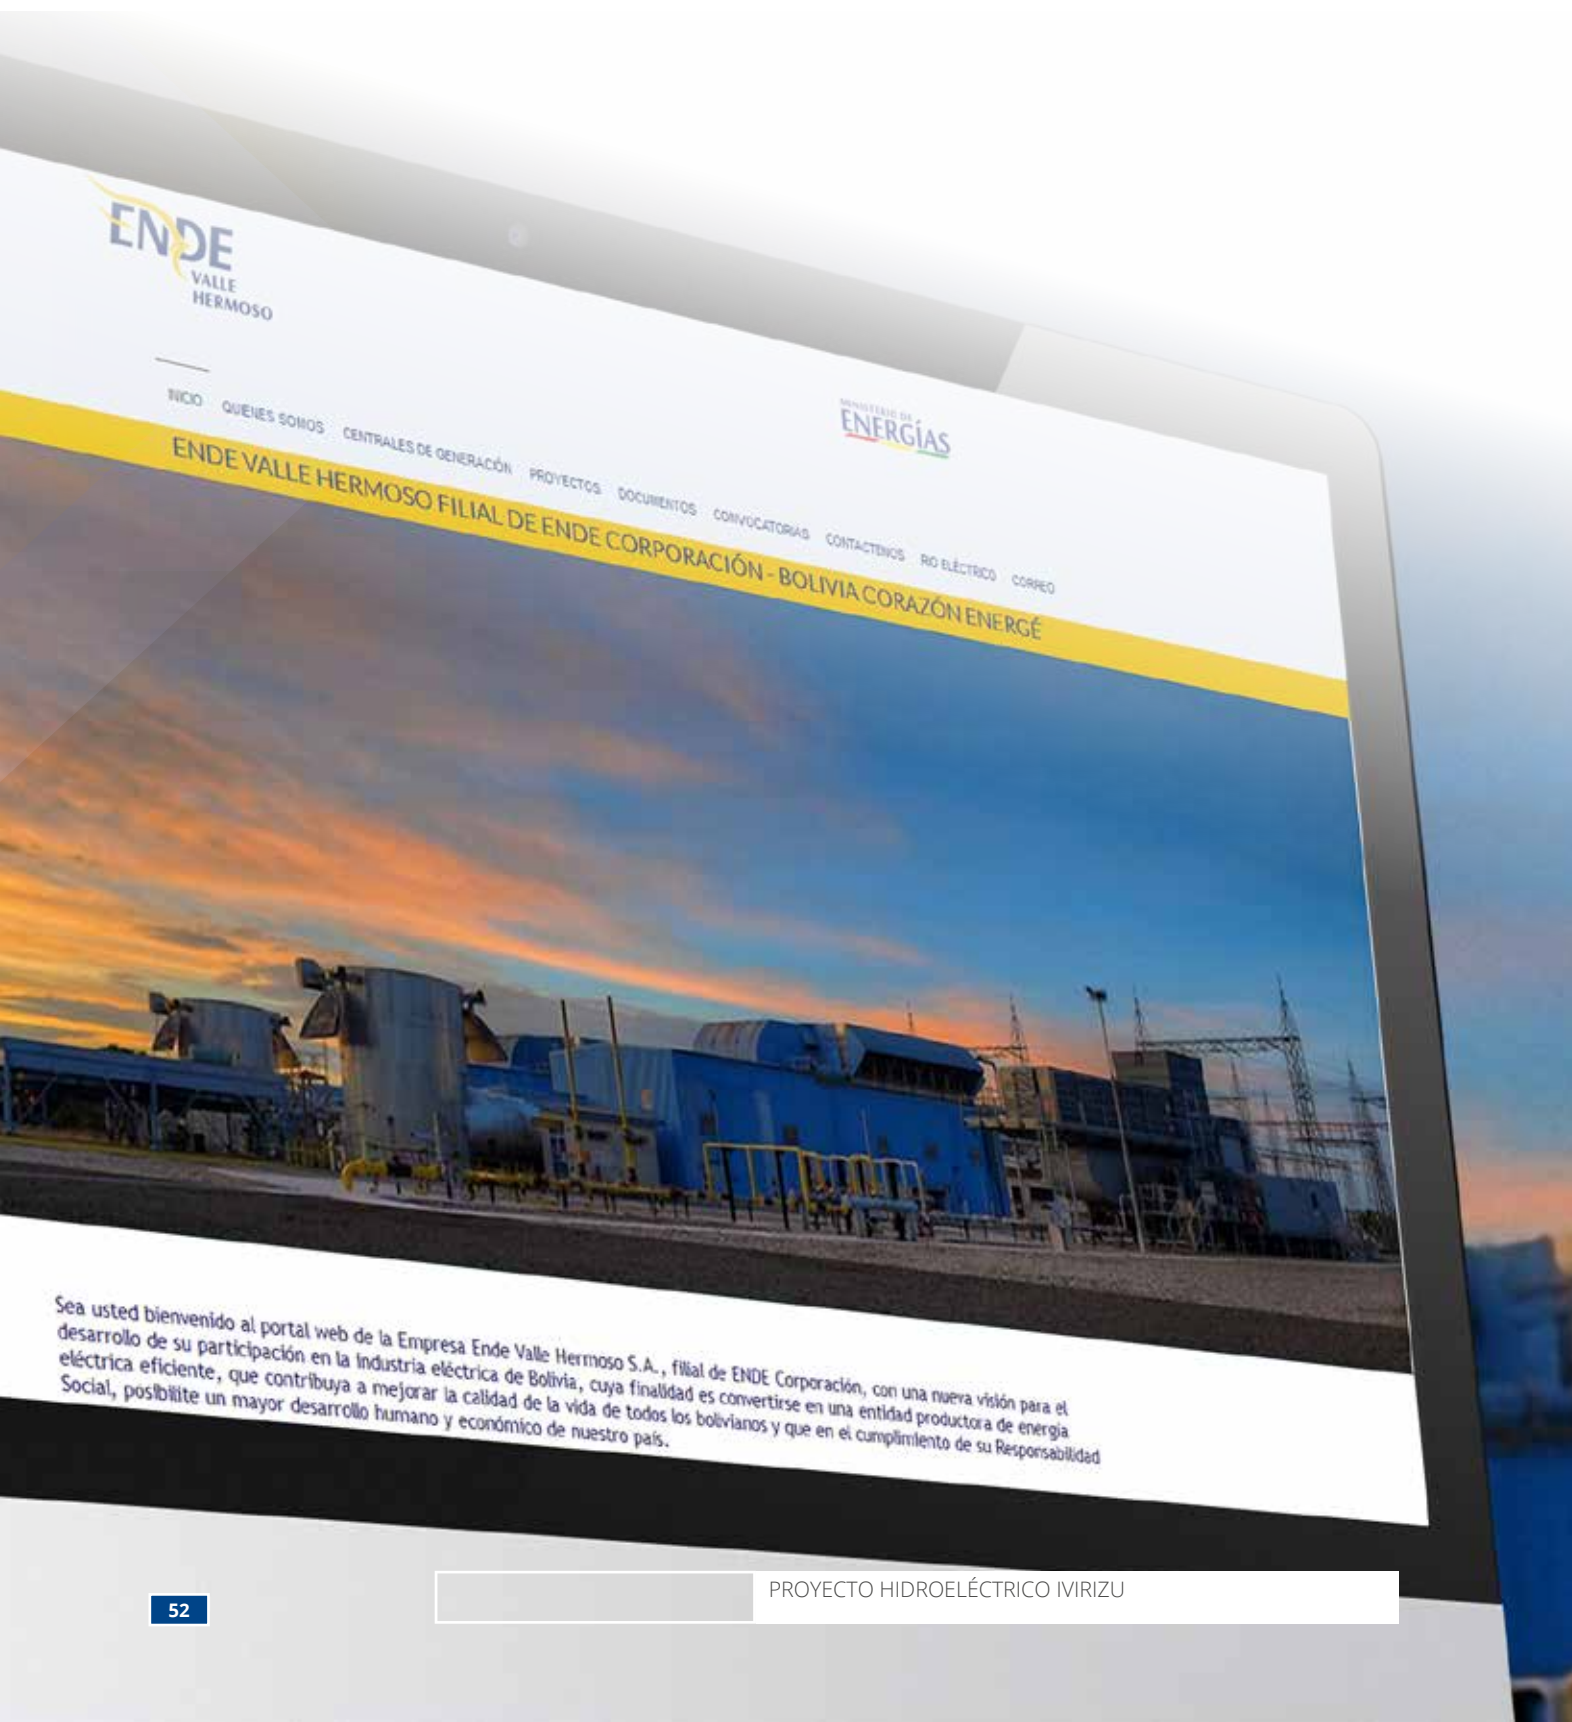 ENDE
VALLE
HERMOSO
MINISTERIO DE
ENERGÍAS
INICIO QUIENES SOMOS CENTRALES DE GENERACIÓN PROYECTOS DOCUMENTOS CONVOCATORIAS CONTACTENOS RIO ELÉCTRICO CORREO
ENDE VALLE HERMOSO FILIAL DE ENDE CORPORACIÓN - BOLIVIA CORAZÓN ENERGÉ
Sea usted bienvenido al portal web de la Empresa Ende Valle Hermoso S.A., filial de ENDE Corporación, con una nueva visión para el
desarrollo de su participación en la industria eléctrica de Bolivia, cuya finalidad es convertirse en una entidad productora de energia
eléctrica eficiente, que contribuya a mejorar la calidad de la vida de todos los bolivianos y que en el cumplimiento de su Responsabilidad
Social, posibilite un mayor desarrollo humano y económico de nuestro país.
52
PROYECTO HIDROELÉCTRICO IVIRIZU